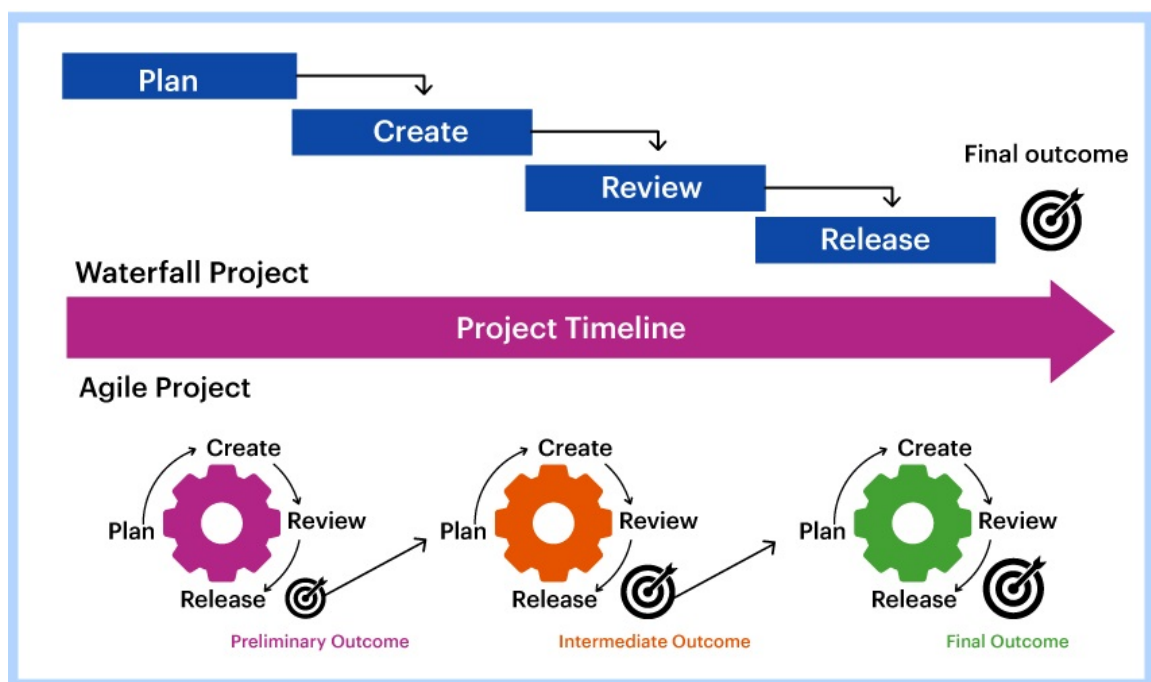 Plan
Create
Review
Release
Final outcome
Waterfall Project
Project Timeline
Agile Project
Create
Plan
Review
Release
Preliminary Outcome
Create
Plan
Review
Release
Intermediate Outcome
Create
Plan
Review
Release
Final Outcome